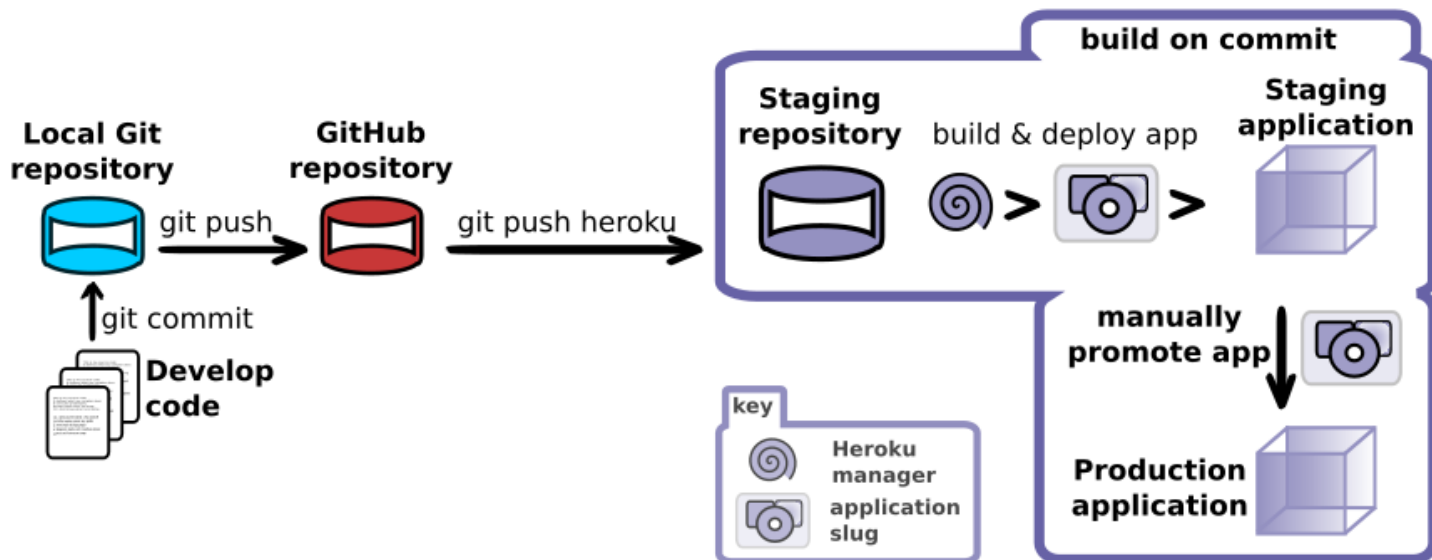 build on commit
Staging
repository
build & deploy app
Staging
application
Local Git
repository
GitHub
repository
git push
git push heroku
git commit
Develop
code
manually
promote app
key
Heroku
manager
application
slug
Production
application